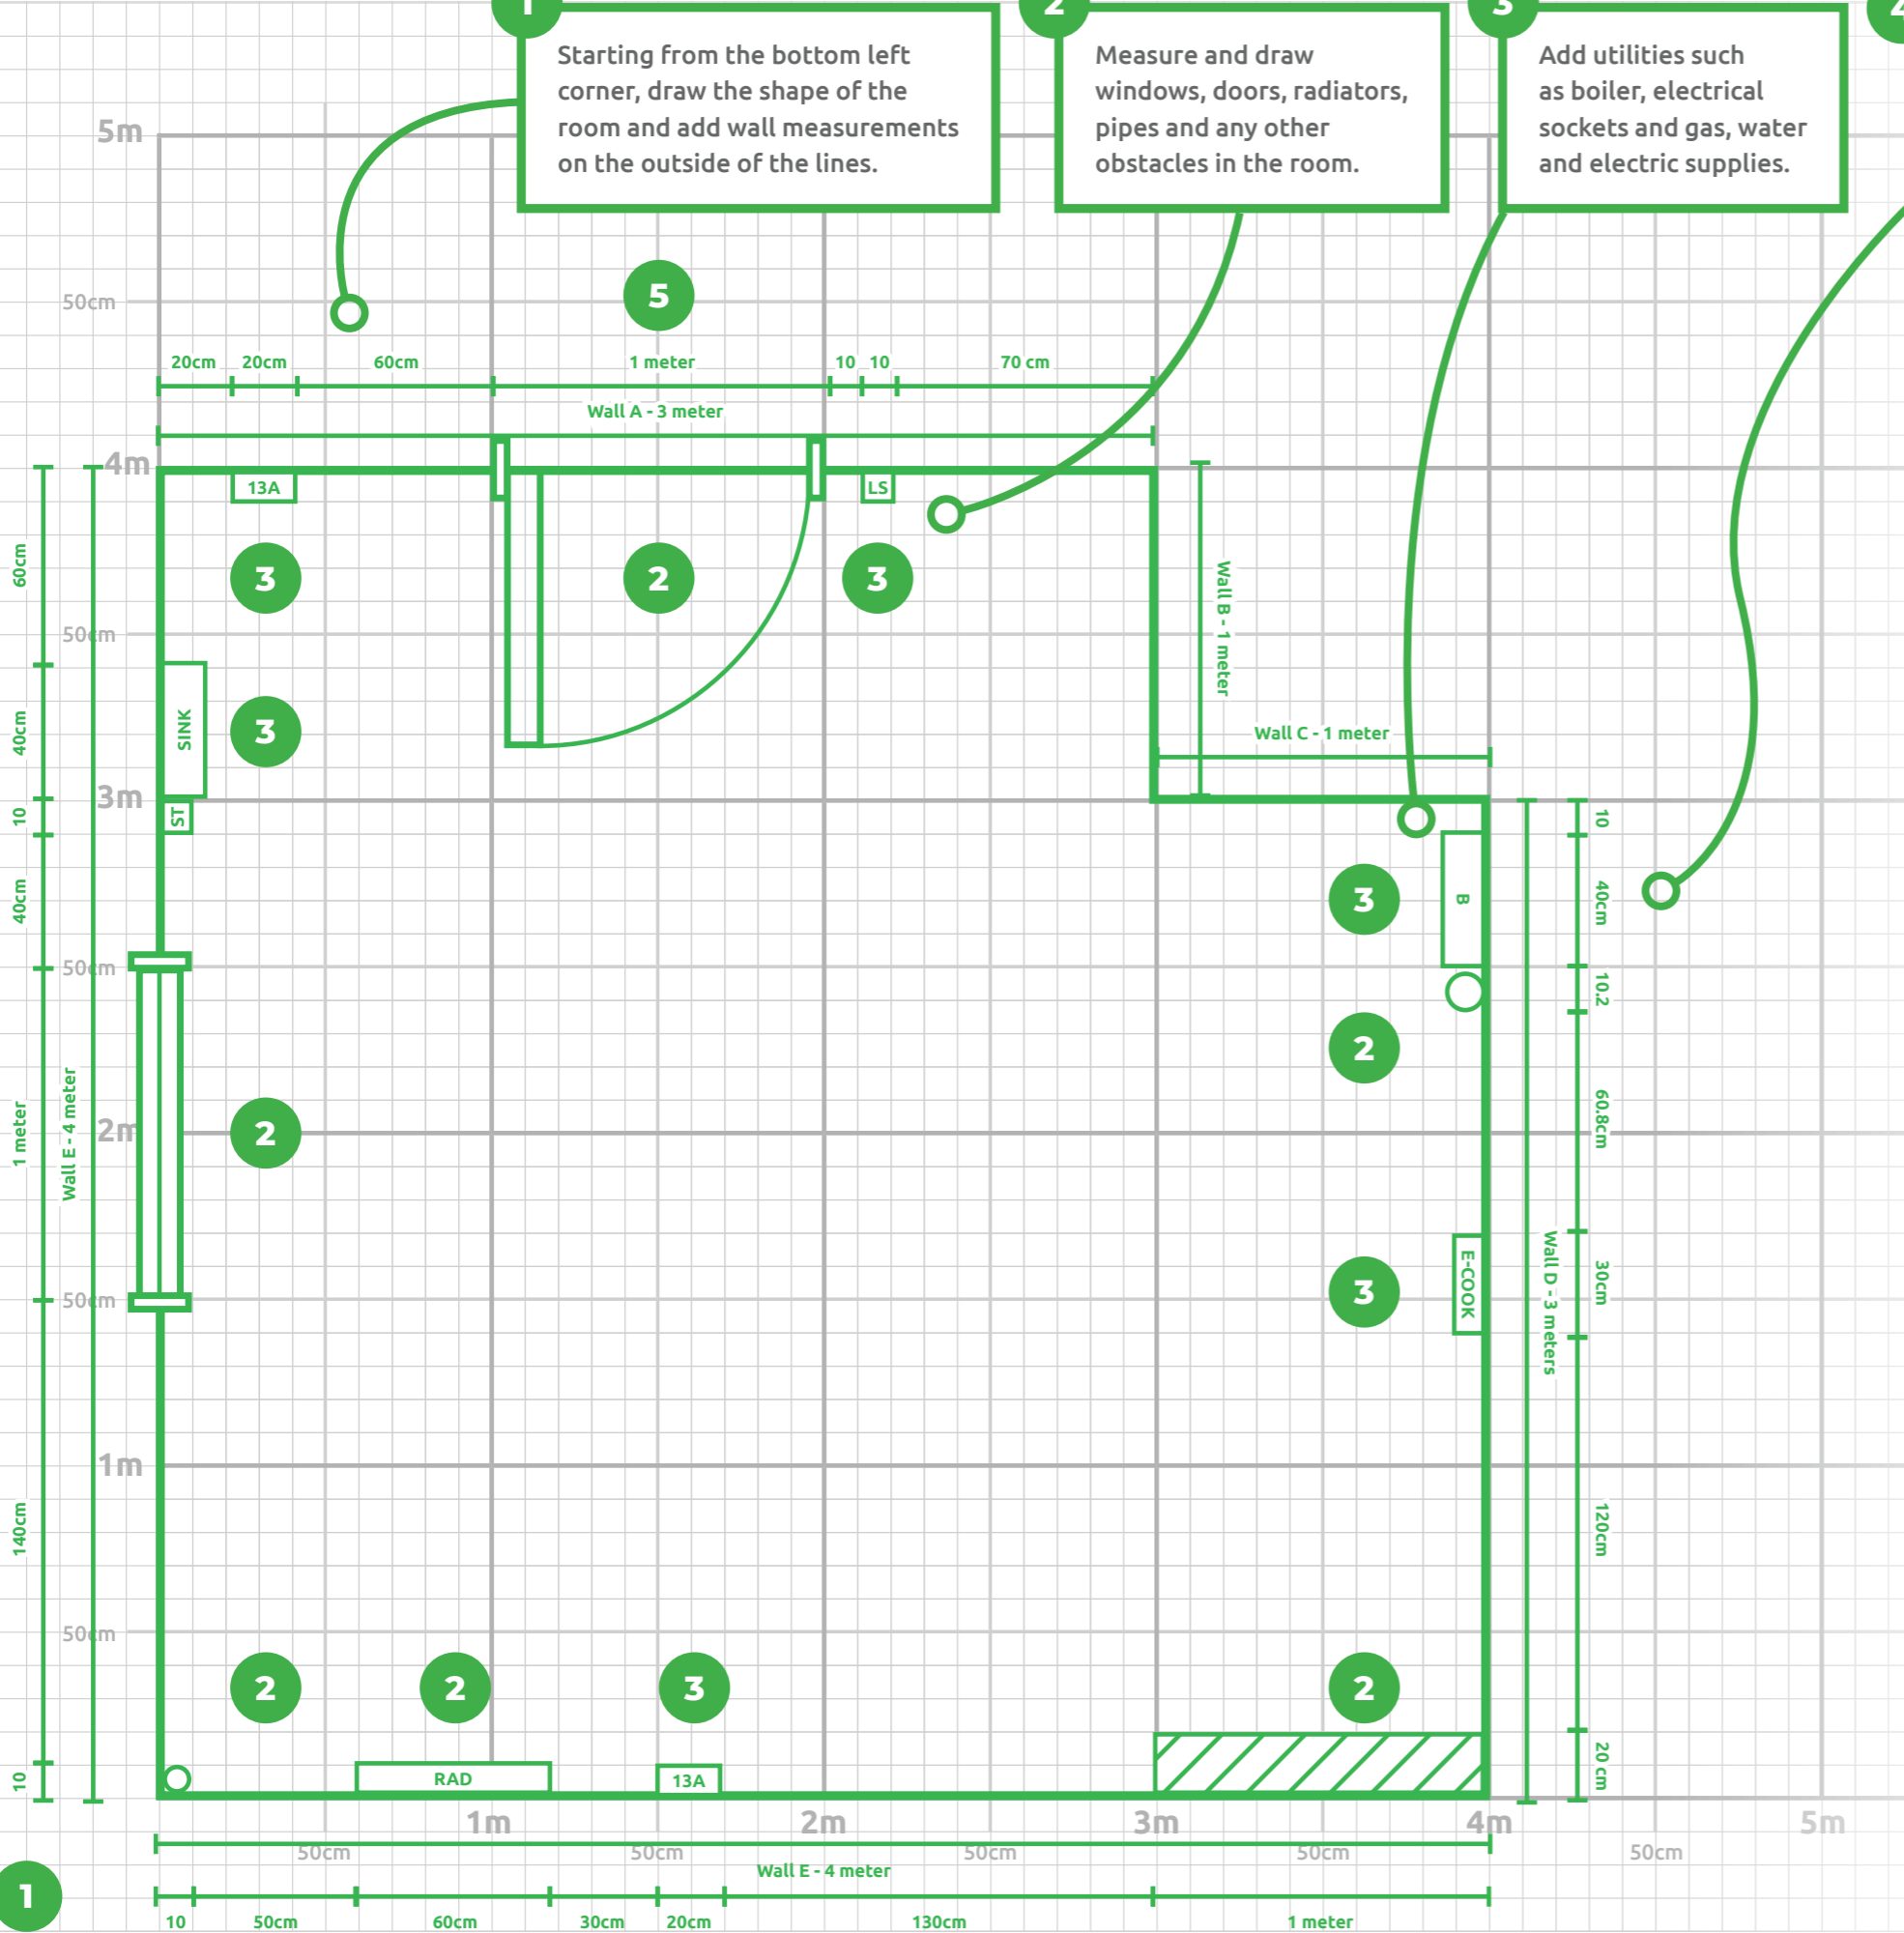 1
2
3
4
Starting from the bottom left
corner, draw the shape of the
room and add wall measurements
on the outside of the lines.
Measure and draw
windows, doors, radiators,
pipes and any other
obstacles in the room.
Add utilities such
as boiler, electrical
sockets and gas, water
and electric supplies.
5m
50cm
5
20cm 20cm 60cm 1 meter 10 10 70 cm
Wall A - 3 meter
4m
13A
LS
60cm
3
2
3
Wall B - 1 meter
50cm
40cm
SINK
3
Wall C - 1 meter
3m
10
ST
10
40cm
3
B
40cm
50cm
10.2
2
1 meter
Wall E - 4 meter
2m
2
60.8cm
50cm
3
E-COOK
Wall D - 3 meters
30cm
1m
140cm
120cm
50cm
2
2
3
2
10
RAD
13A
20 cm
1m 2m 3m 4m 5m
50cm 50cm 50cm 50cm 50cm
Wall E - 4 meter
1
10 50cm 60cm 30cm 20cm 130cm 1 meter